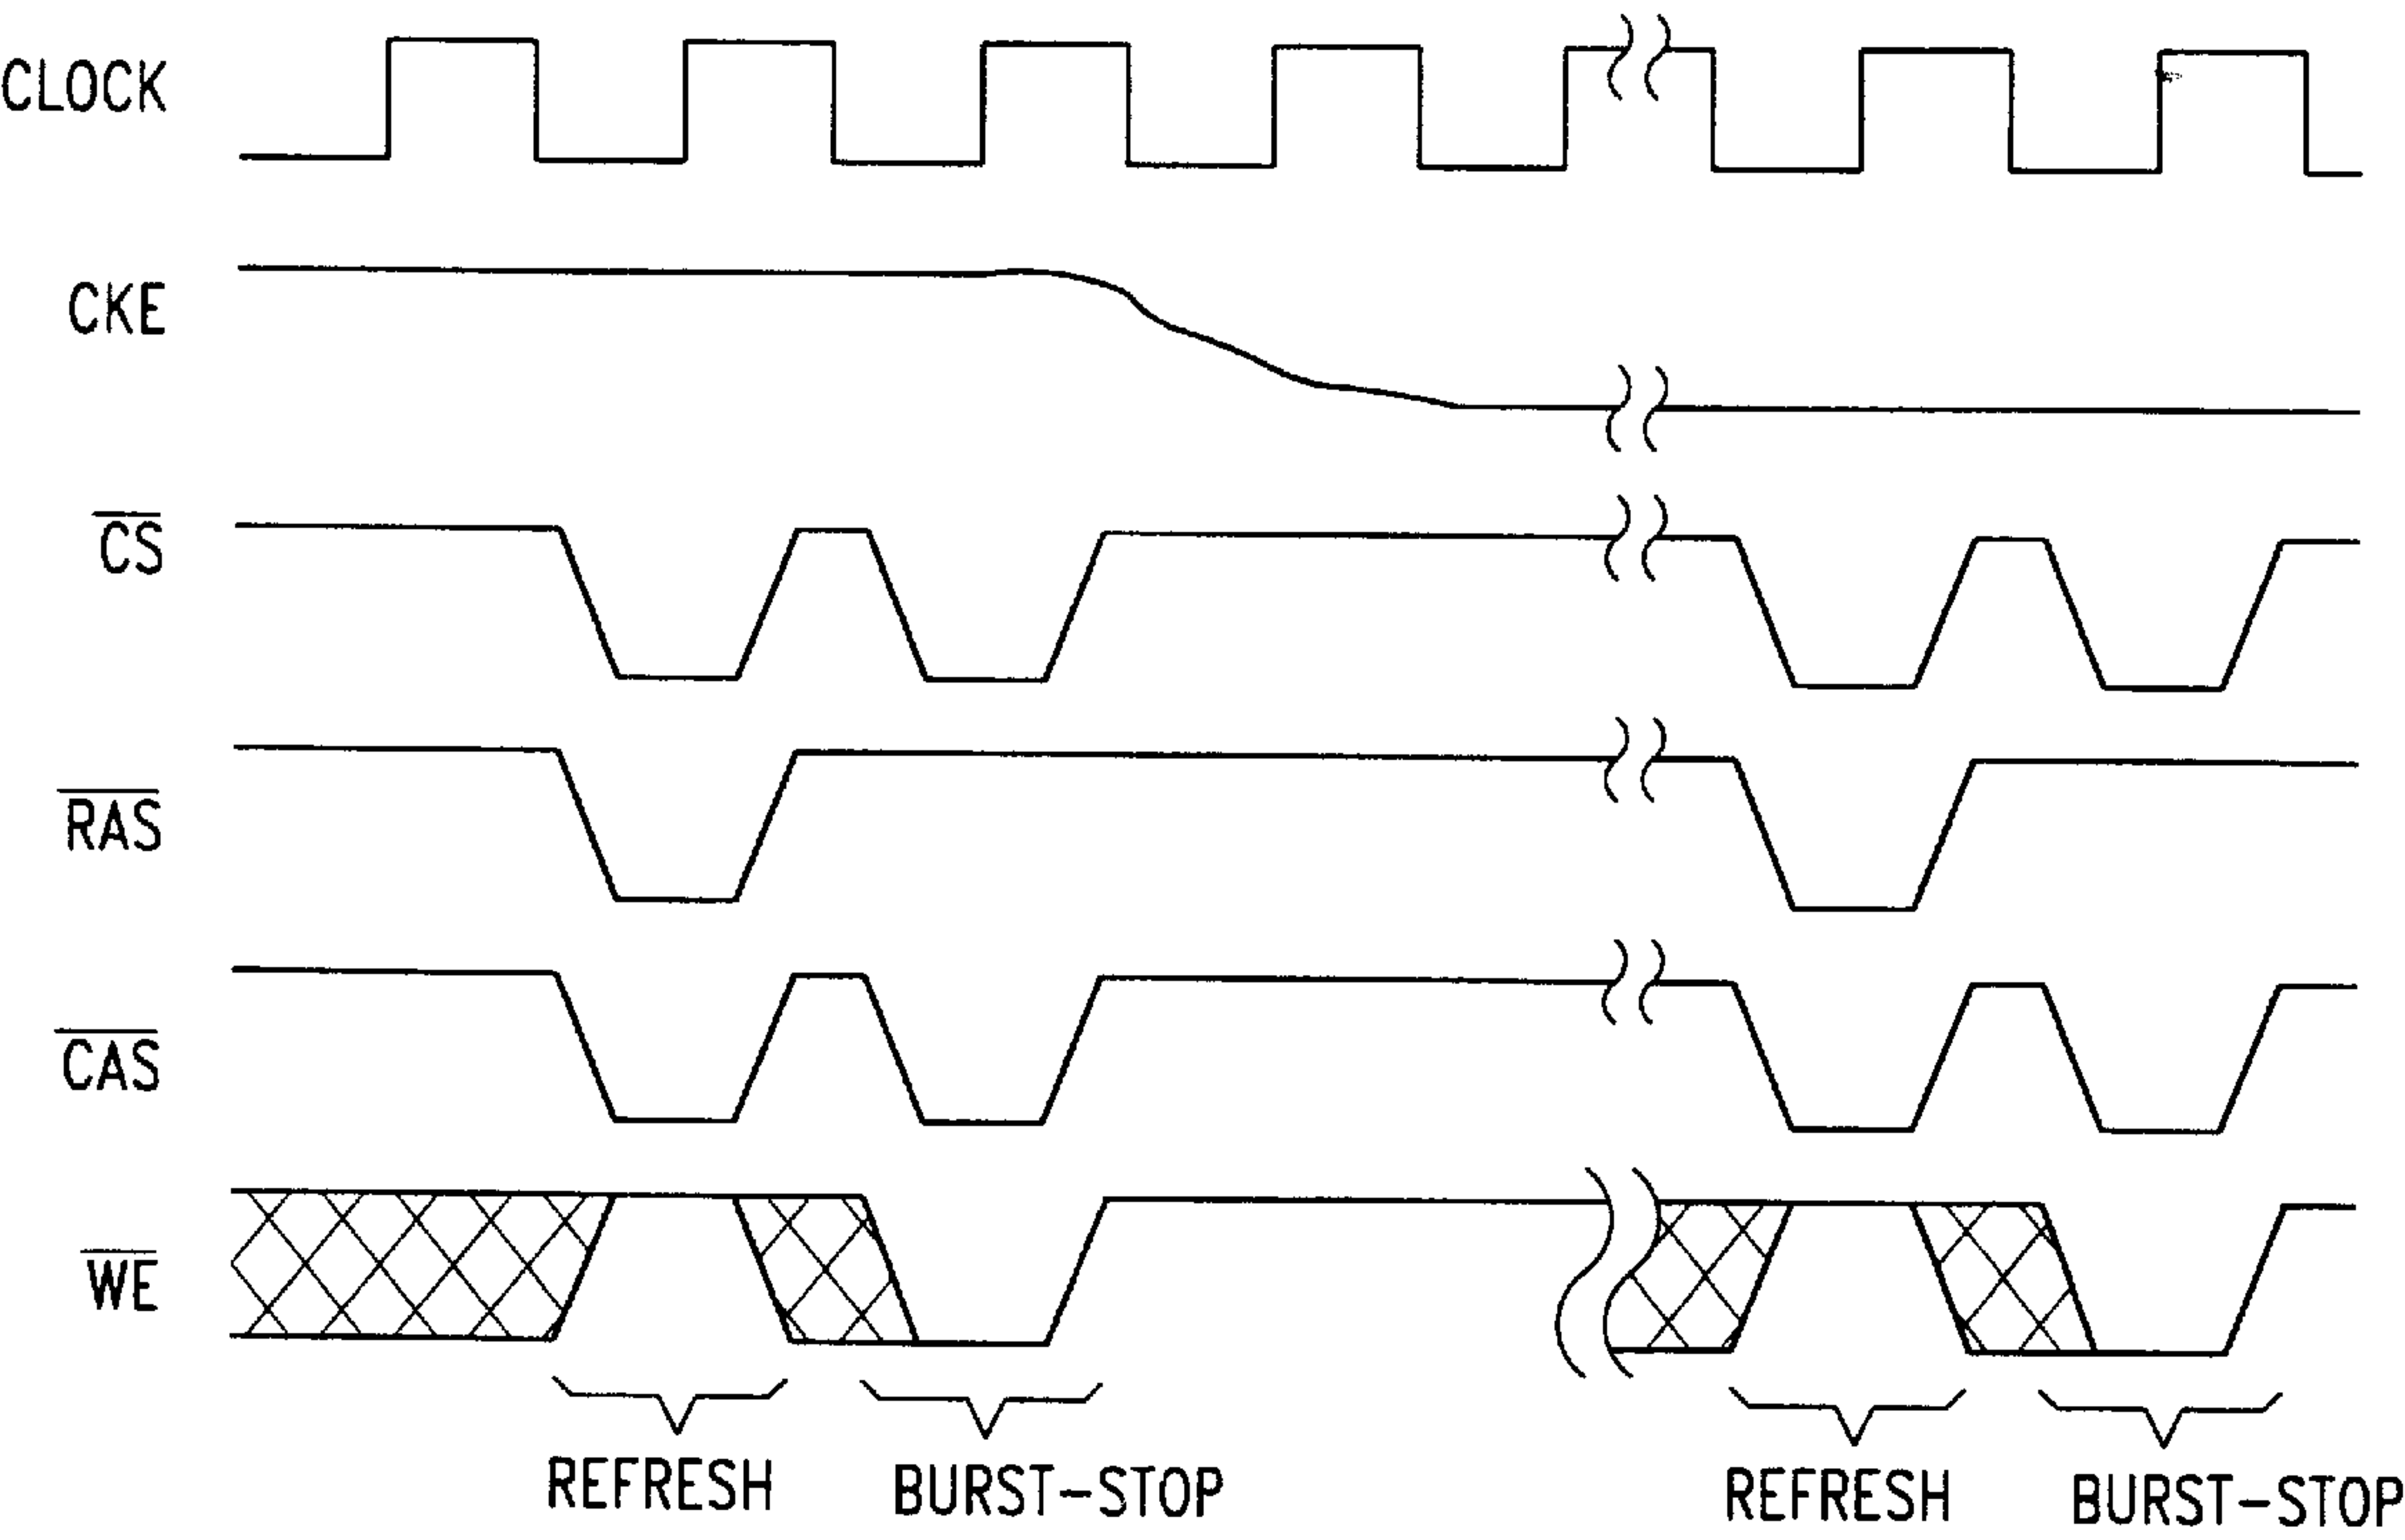 CLOCK
CKE
CS
RAS
CAS
WE
REFRESH BURST-STOP REFRESH BURST-STOP